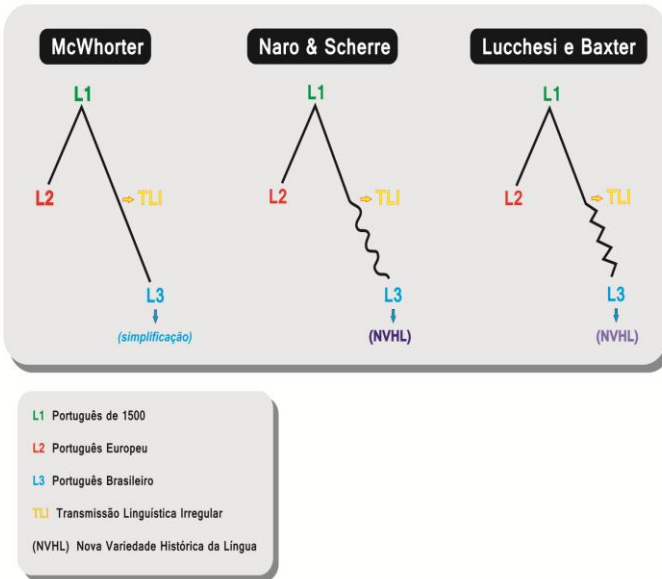 McWhorter
Naro & Scherre
Lucchesi e Baxter
L1
L1
L1
L2
TLI
L2
TLI
L2
TLI
L3
L3
L3
(simplificação)
(NVHL)
(NVHL)
L1 Português de 1500
L2 Português Europeu
L3 Português Brasileiro
TLI Transmissão Linguística Irregular
(NVHL) Nova Variedade Histórica da Língua